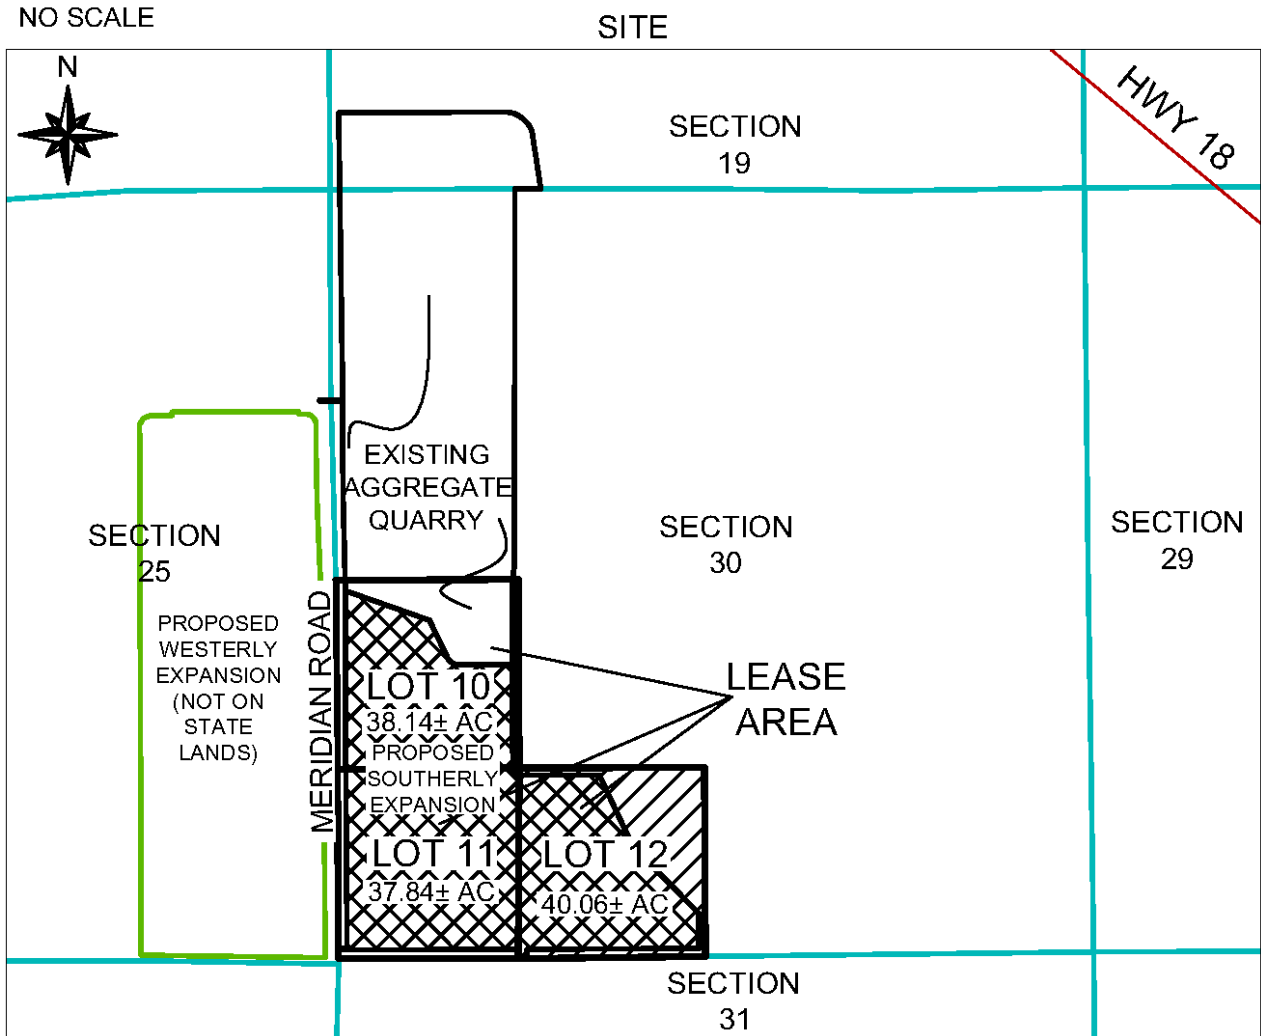 NO SCALE
SITE
N
HWY 18
SECTION
19
EXISTING
AGGREGATE
QUARRY
SECTION
25
SECTION
30
SECTION
29
PROPOSED
WESTERLY
EXPANSION
(NOT ON
STATE
LANDS)
MERIDIAN ROAD
LEASE
AREA
LOT 10
38.14± AC
PROPOSED
SOUTHERLY
EXPANSION
LOT 11
37.84± AC
LOT 12
40.06± AC
SECTION
31